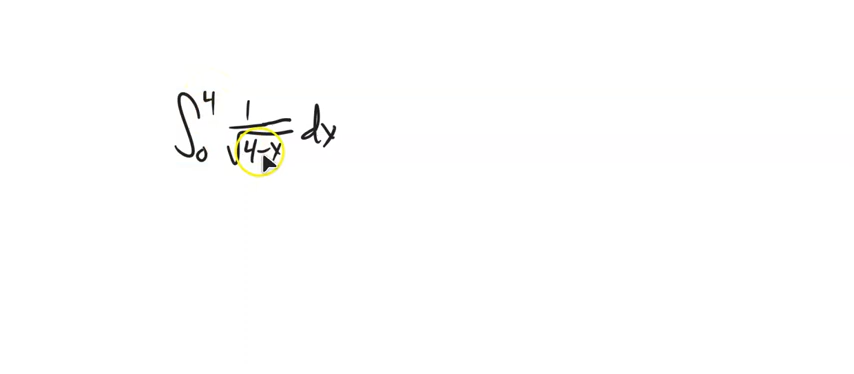 ∫₀⁴ 1/√(4-x) dx